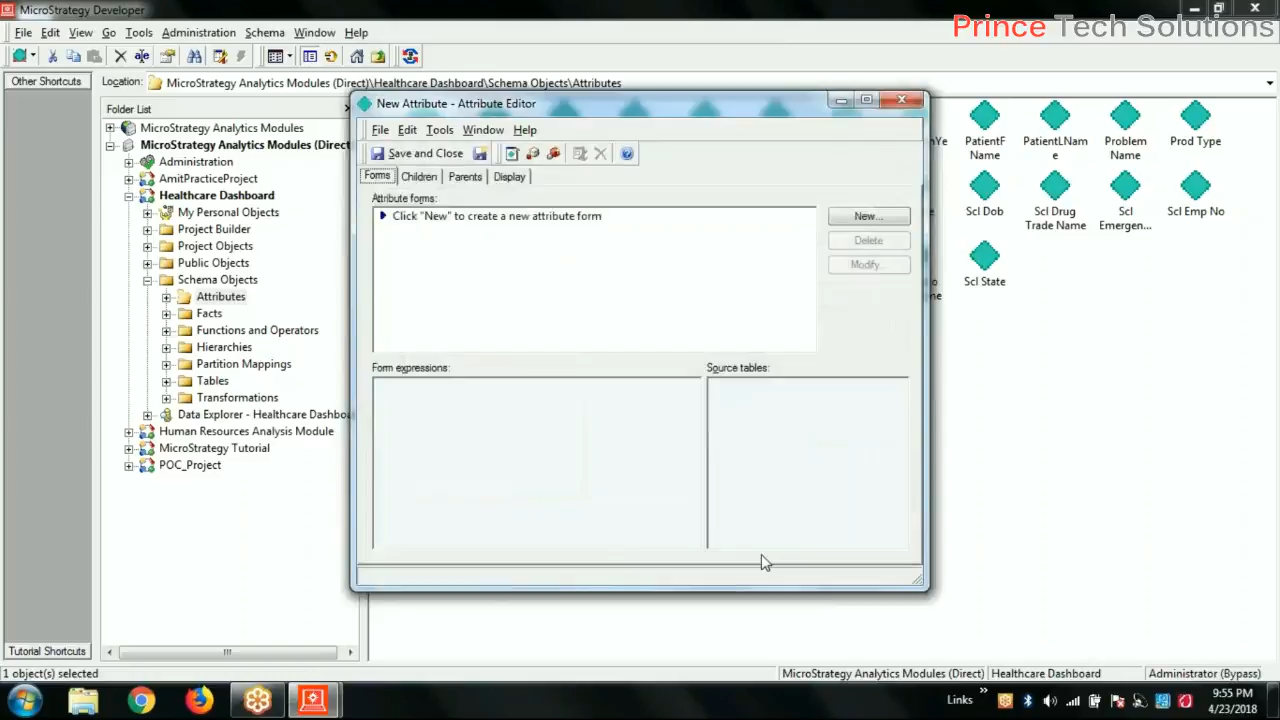 MicroStrategy Developer
Prince Tech Solutions
File Edit View Go Tools Administration Schema Window Help
Other Shortcuts
Location: MicroStrategy Analytics Modules (Direct)\Healthcare Dashboard\Schema Objects\Attributes
Folder List
MicroStrategy Analytics Modules
MicroStrategy Analytics Modules (Direct
Administration
AmitPracticeProject
Healthcare Dashboard
My Personal Objects
Project Builder
Project Objects
Public Objects
Schema Objects
Attributes
Facts
Functions and Operators
Hierarchies
Partition Mappings
Tables
Transformations
Data Explorer - Healthcare Dashboa
Human Resources Analysis Module
MicroStrategy Tutorial
POC_Project
New Attribute - Attribute Editor
File Edit Tools Window Help
Save and Close
Forms Children Parents Display
Attribute forms:
Click "New" to create a new attribute form
New...
Delete
Modify...
Form expressions:
Source tables:
PatientF
Name
PatientLNam
e
Problem
Name
Prod Type
Scl Dob
Scl Drug
Trade Name
Scl
Emergen...
Scl Emp No
Scl State
Tutorial Shortcuts
1 object(s) selected
MicroStrategy Analytics Modules (Direct) Healthcare Dashboard Administrator (Bypass)
Links
9:55 PM
4/23/2018